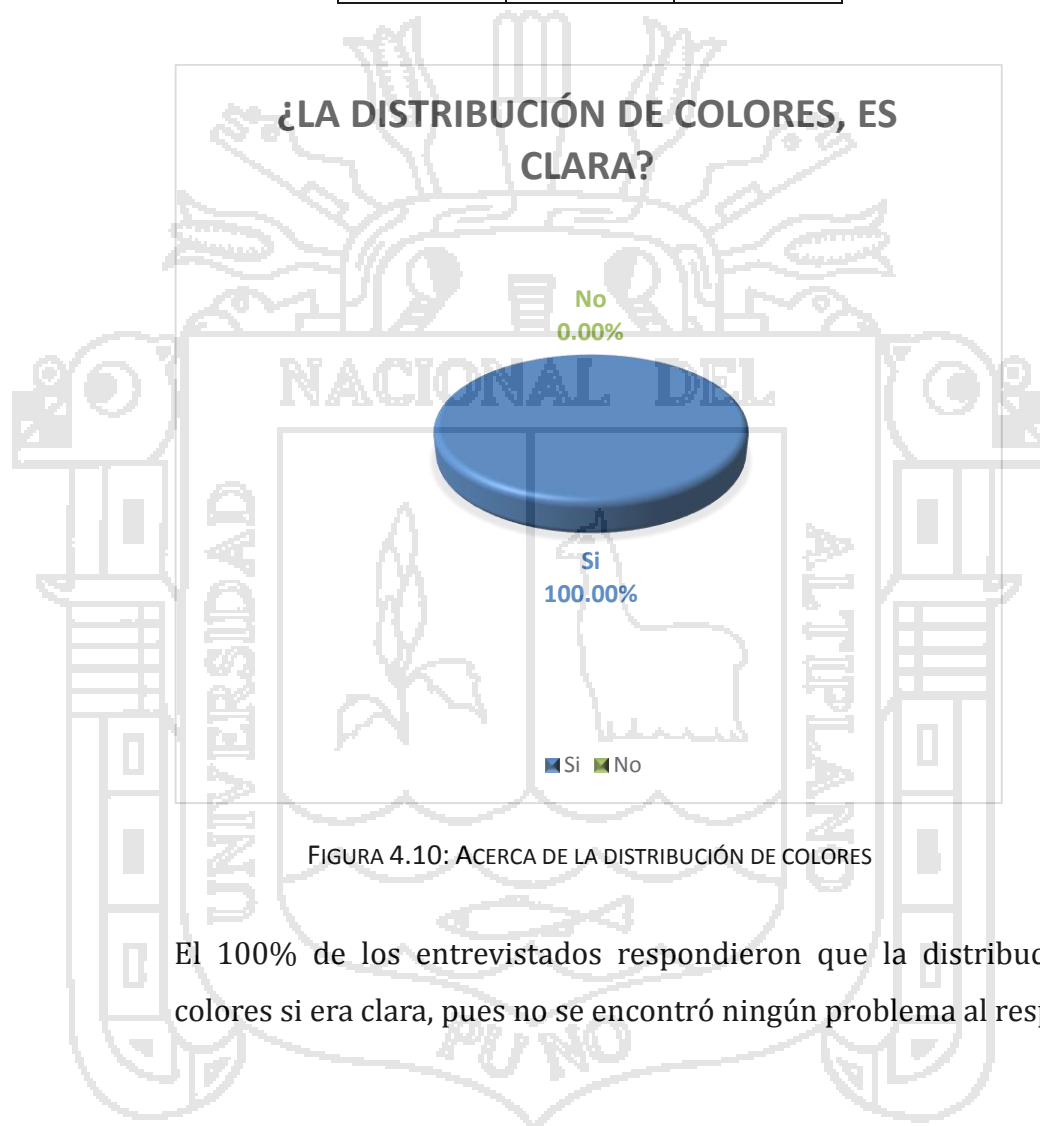 ¿LA DISTRIBUCIÓN DE COLORES, ES
CLARA?
No
0.00%
NACIONAL DEL
UNIVERSIDAD
ALTIPLANO
Si
100.00%
Si No
FIGURA 4.10: ACERCA DE LA DISTRIBUCIÓN DE COLORES
El 100% de los entrevistados respondieron que la
colores si era clara, pues no se encontró ningún problema al
PUNO